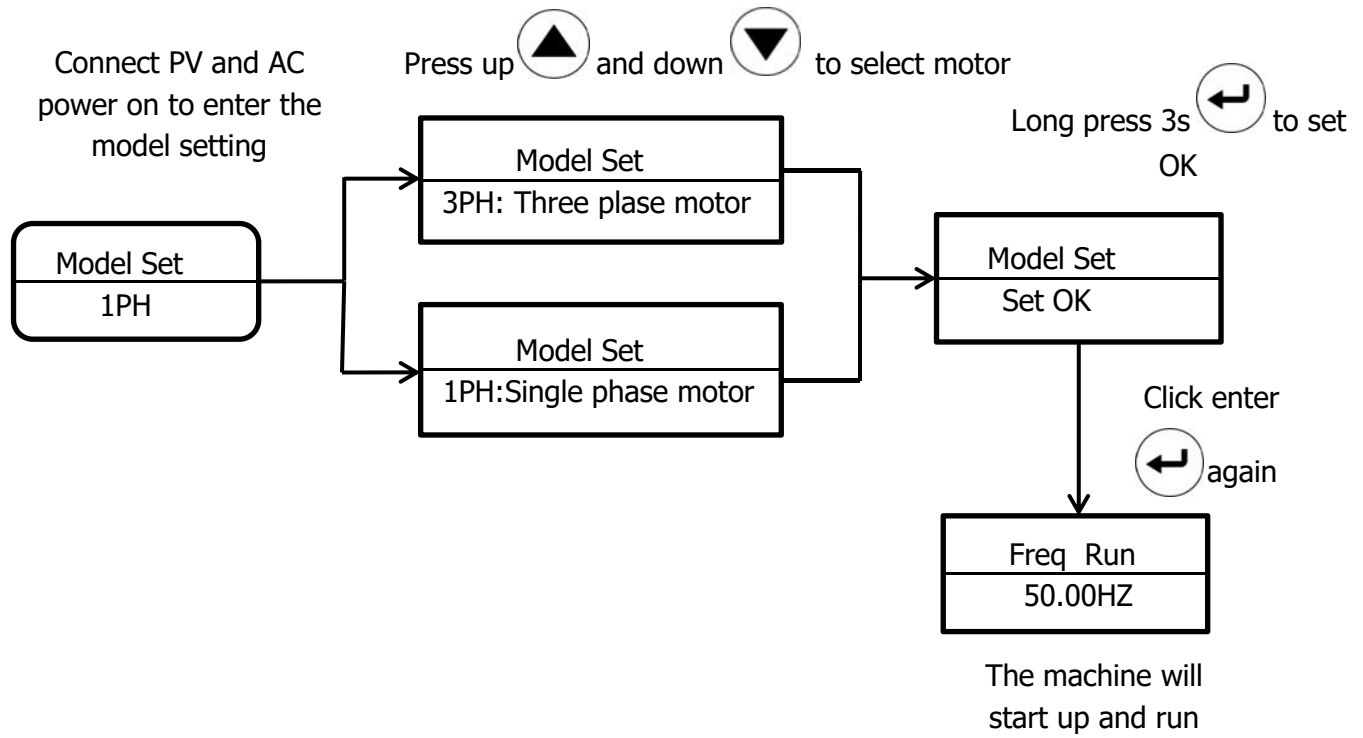 Connect PV and AC
power on to enter the
model setting
Press up and down to select motor
Long press 3s to set
OK
Model Set
1PH
Model Set
3PH: Three plase motor
Model Set
1PH:Single phase motor
Model Set
Set OK
Click enter
again
Freq Run
50.00HZ
The machine will
start up and run